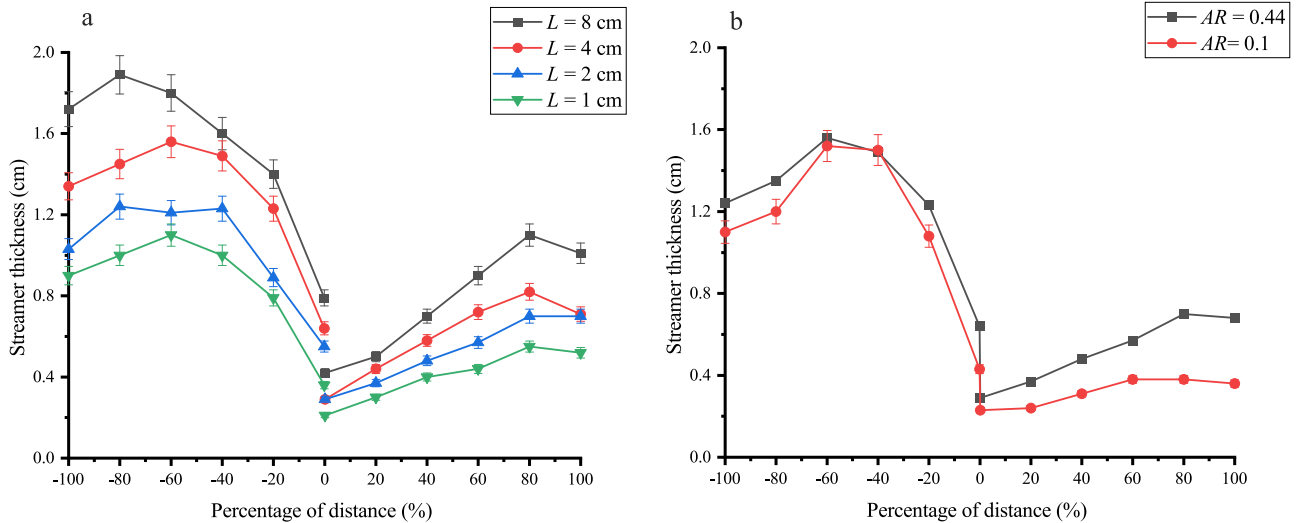 a
L = 8 cm
L = 4 cm
L = 2 cm
L = 1 cm
2.0
1.6
1.2
0.8
0.4
0.0
-100 -80 -60 -40 -20 0 20 40 60 80 100
Streamer thickness (cm)
Percentage of distance (%)
b
AR = 0.44
AR= 0.1
2.0
1.6
1.2
0.8
0.4
0.0
-100 -80 -60 -40 -20 0 20 40 60 80 100
Streamer thickness (cm)
Percentage of distance (%)